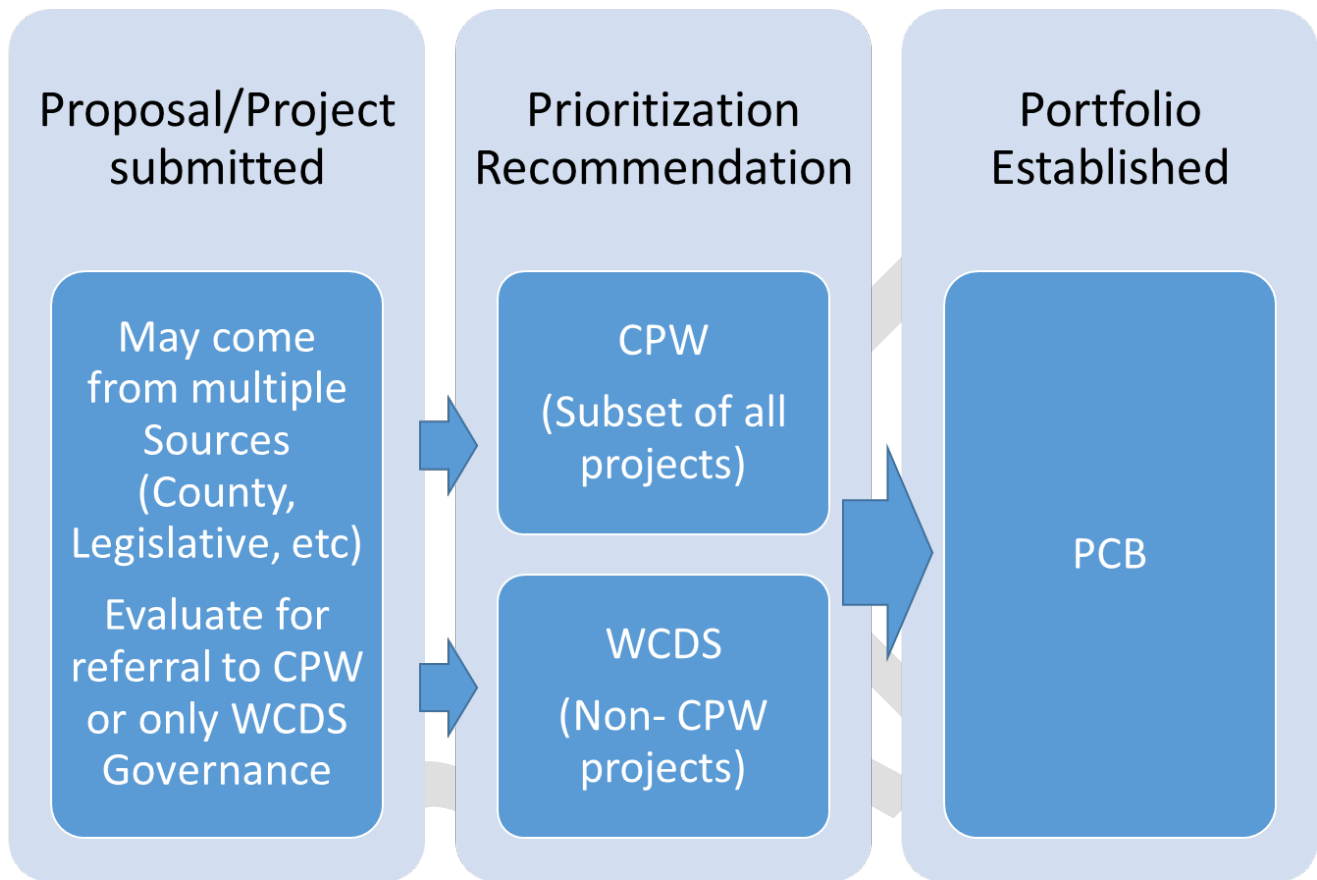 Proposal/Project
submitted
May come
from multiple
Sources
(County,
Legislative, etc)
Evaluate for
referral to CPW
or only WCDS
Governance
Prioritization
Recommendation
CPW
(Subset of all
projects)
WCDS
(Non- CPW
projects)
Portfolio
Established
PCB